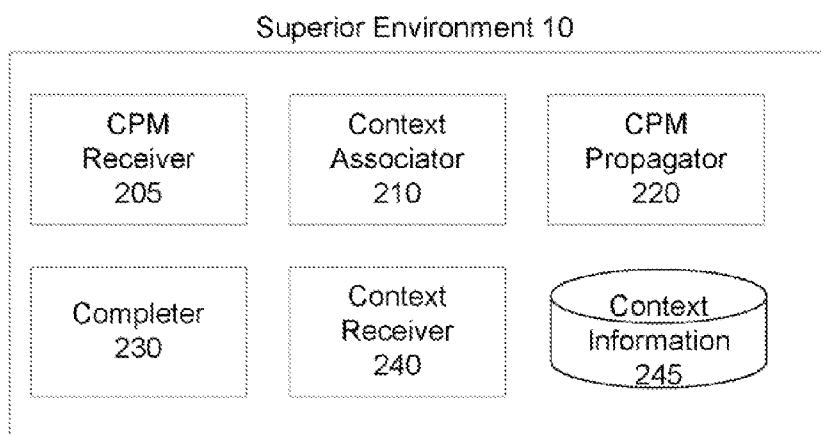 Superior Environment 10
CPM
Receiver
205
Context
Associator
210
CPM
Propagator
220
Completer
230
Context
Receiver
240
Context
Information
245